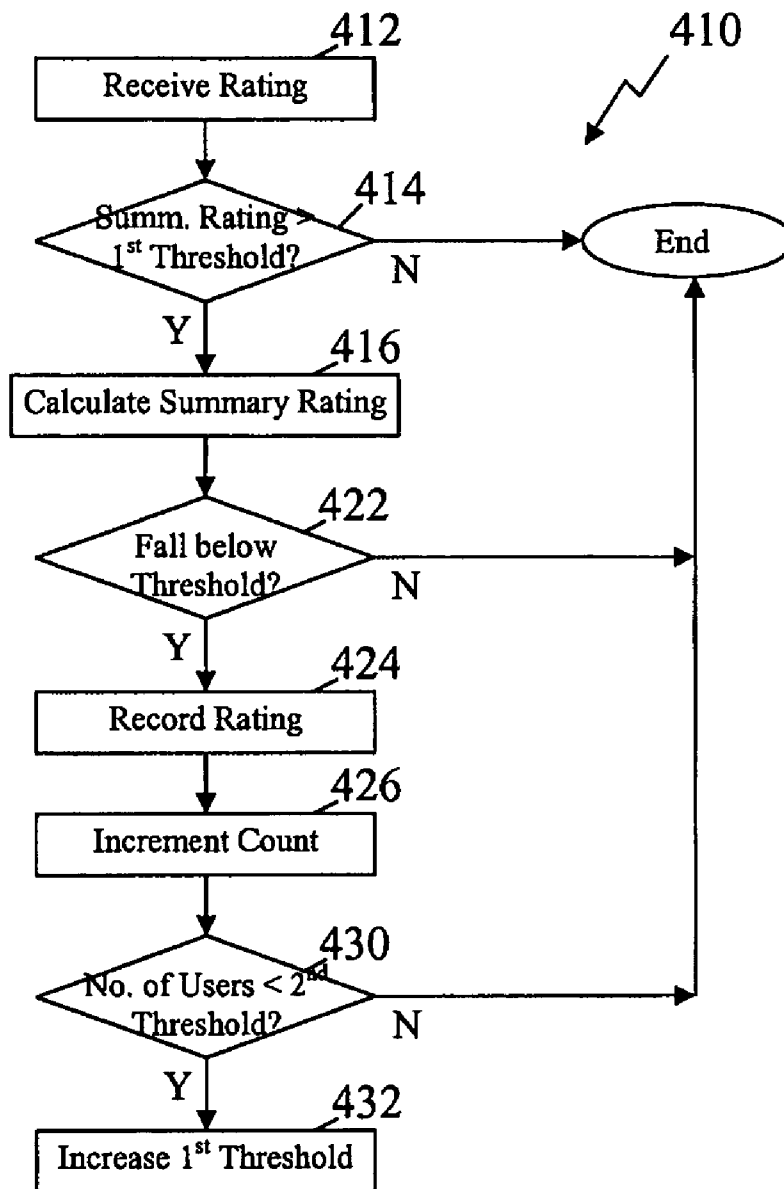 412
410
Receive Rating
414
Summ. Rating >
1st Threshold?
End
N
Y
416
Calculate Summary Rating
422
Fall below
Threshold?
N
Y
424
Record Rating
426
Increment Count
430
No. of Users < 2nd
Threshold?
N
Y
432
Increase 1st Threshold